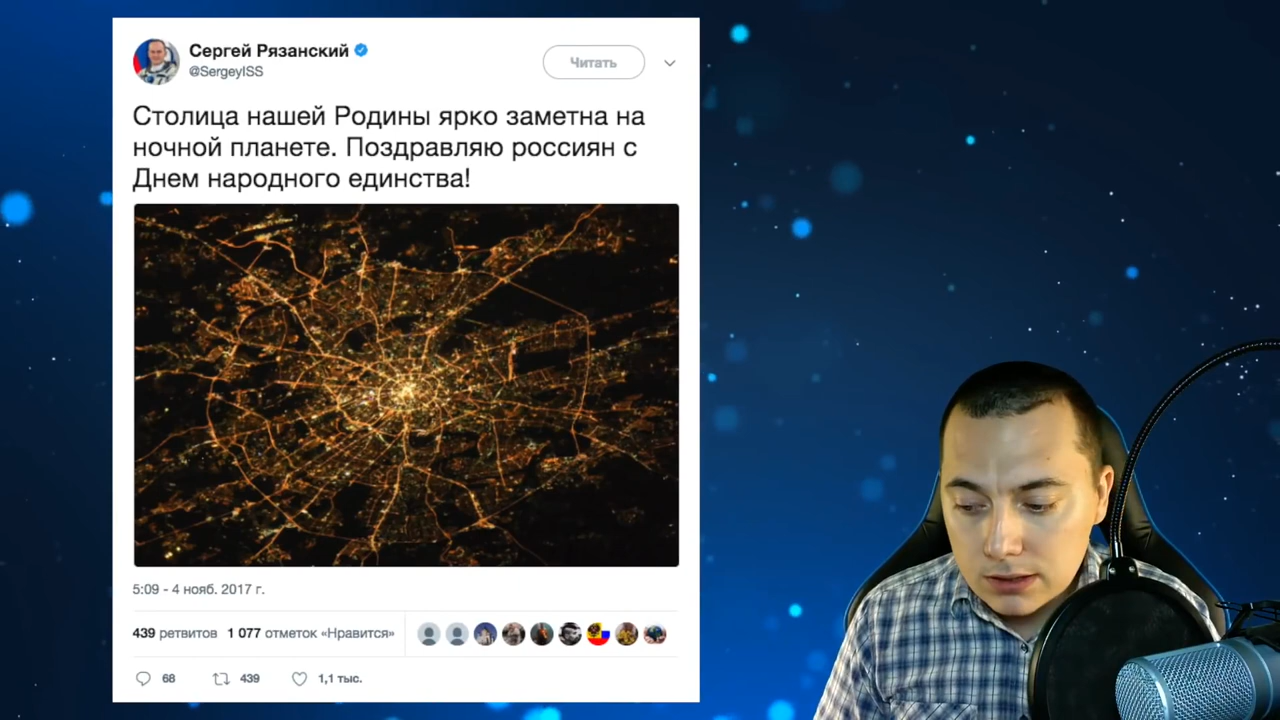 Сергей Рязанский
@SergeyISS
Читать
Столица нашей Родины ярко заметна на
ночной планете. Поздравляю россиян с
Днем народного единства!
5:09 - 4 нояб. 2017 г.
439 ретвитов 1 077 отметок «Нравится»
68 439 1,1 тыс.